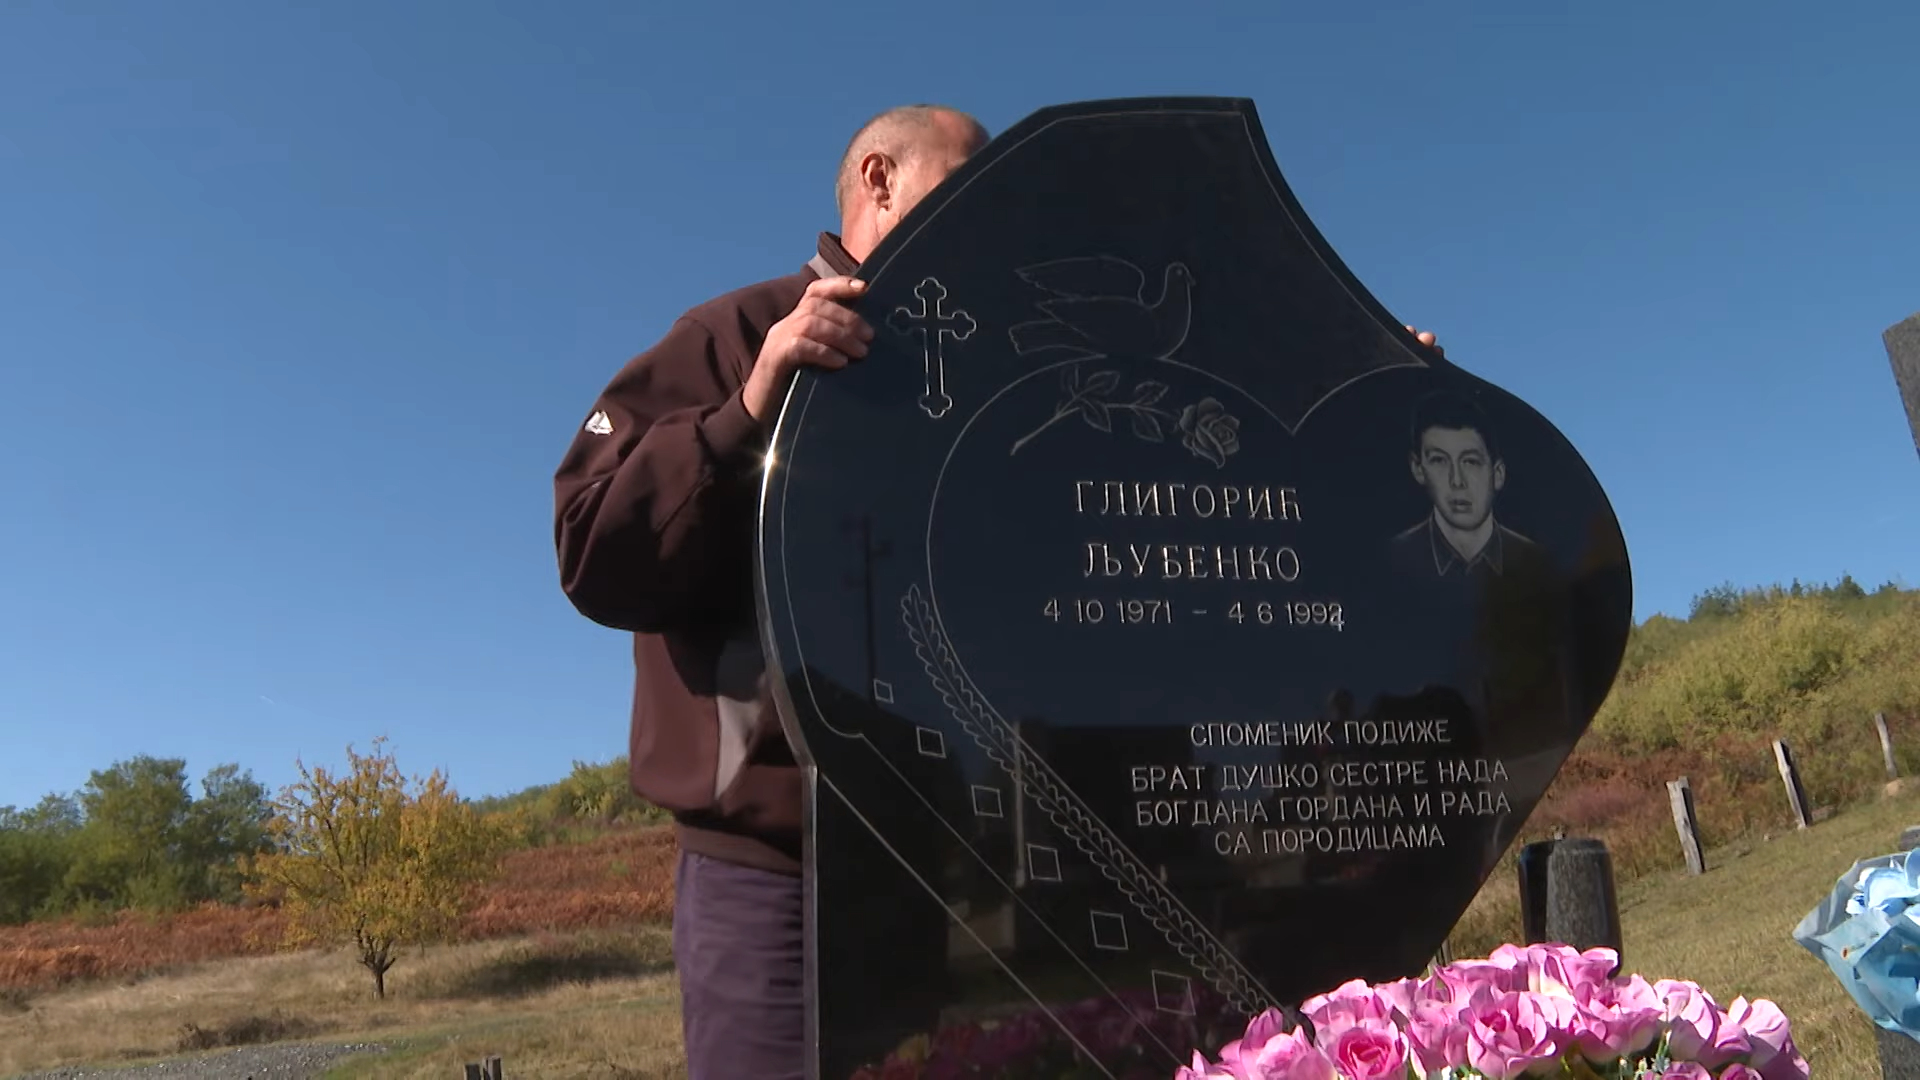 ГЛИГОРИЋ
ЉУБЕНКО
4 10 1971 - 4 6 1992
СПОМЕНИК ПОДИЖЕ
БРАТ ДУШКО СЕСТРЕ НАДА
БОГДАНА ГОРДАНА И РАДА
СА ПОРОДИЦАМА